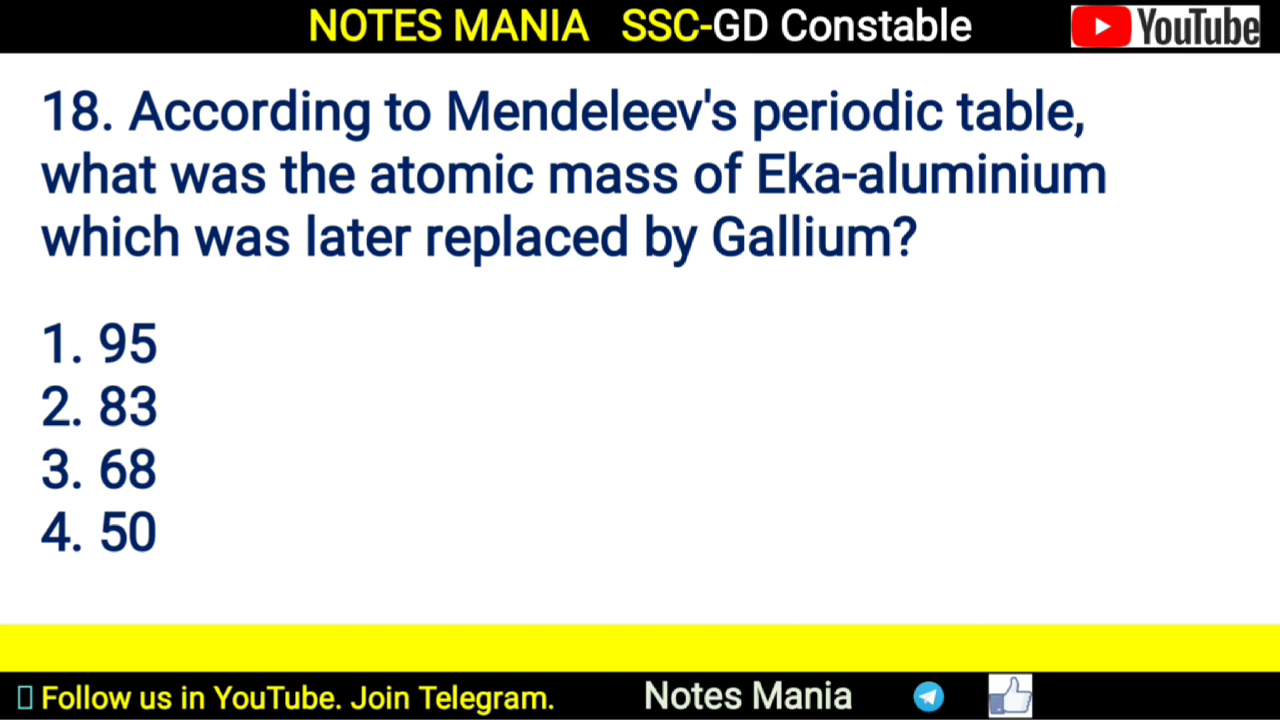 NOTES MANIA SSC-GD Constable YouTube
18. According to Mendeleev's periodic table,
what was the atomic mass of Eka-aluminium
which was later replaced by Gallium?
1. 95
2. 83
3. 68
4. 50
Follow us in YouTube. Join Telegram. Notes Mania